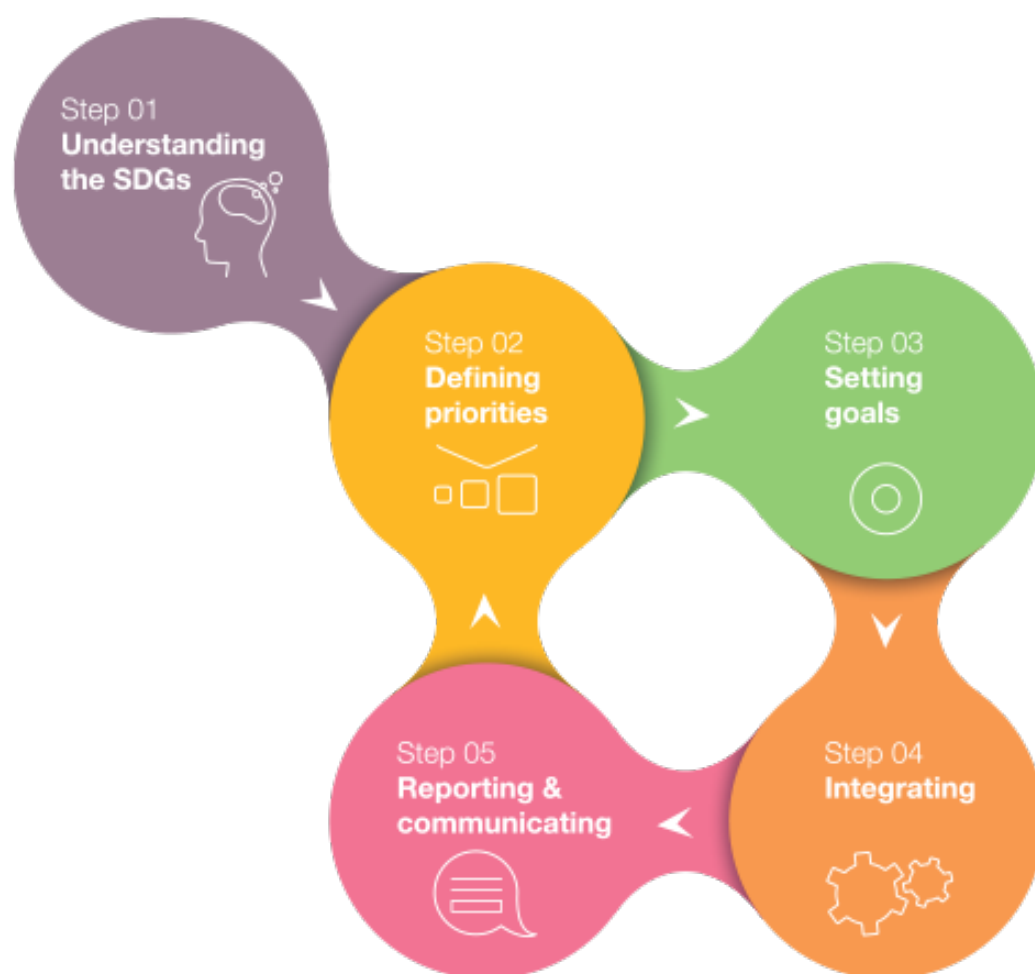 Step 01
Understanding
the SDGs
Step 02
Defining
priorities
Step 03
Setting
goals
Step 04
Integrating
Step 05
Reporting &
communicating